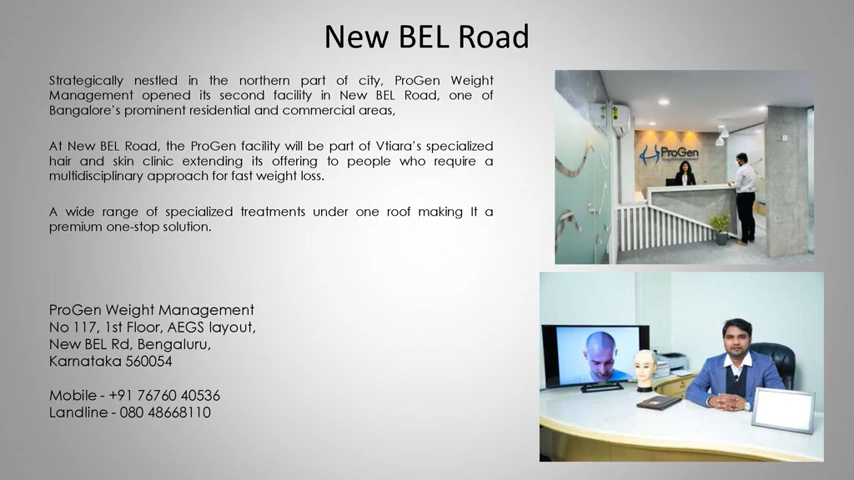 New BEL Road
Strategically nestled in the northern part of city, ProGen Weight
Management opened its second facility in New BEL Road, one of
Bangalore's prominent residential and commercial areas,
At New BEL Road, the ProGen facility will be part of Vtiara's specialized
hair and skin clinic extending its offering to people who require a
multidisciplinary approach for fast weight loss.
A wide range of specialized treatments under one roof making It a
premium one-stop solution.
ProGen Weight Management
No 117, 1st Floor, AEGS layout,
New BEL Rd, Bengaluru,
Karnataka 560054
Mobile - +91 76760 40536
Landline - 080 48668110
ProGen